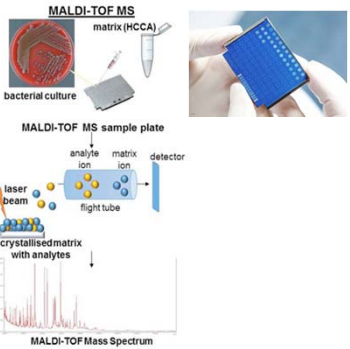 MALDI-TOF MS
matrix (HCCA)
bacterial culture
MALDI-TOF MS sample plate
analyte
ion
matrix
ion
detector
laser
beam
flight tube
crystallised matrix
with analytes
MALDI-TOF Mass Spectrum